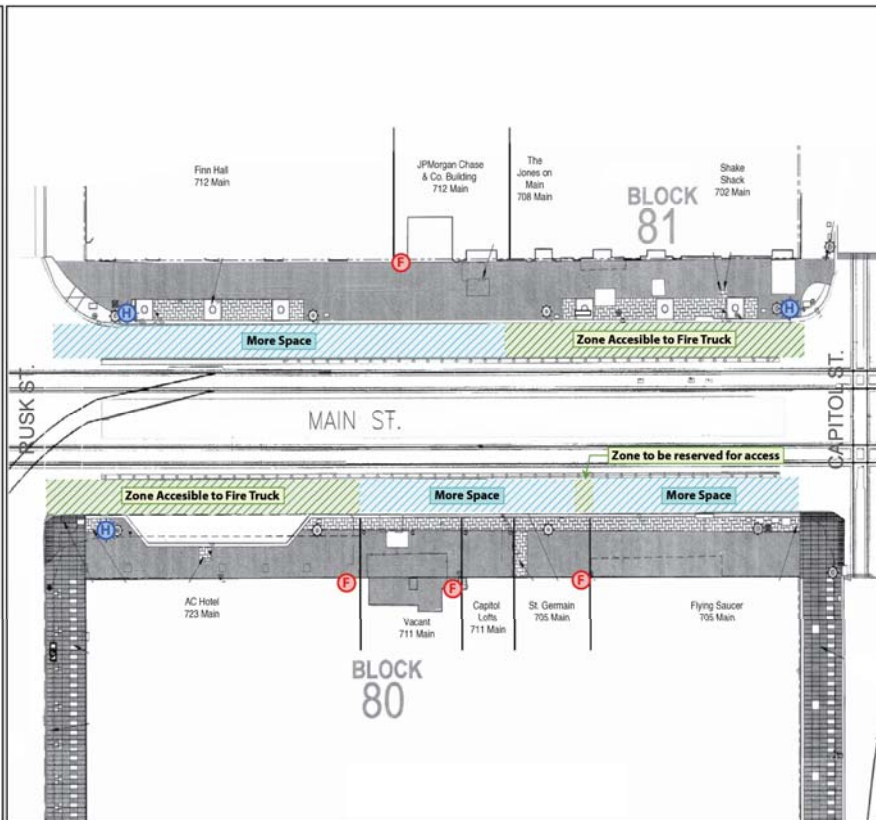 Finn Hall
712 Main
JPMorgan Chase
& Co. Building
712 Main
The
Jones on
Main
708 Main
Shake
Shack
702 Main
BLOCK
81
F
H
H
More Space
Zone Accesible to Fire Truck
RUSK ST.
MAIN ST.
CAPITOL ST.
Zone to be reserved for access
Zone Accesible to Fire Truck
More Space
More Space
H
F
F
F
AC Hotel
723 Main
Vacant
711 Main
Capitol
Lofts
711 Main
St. Germain
705 Main
Flying Saucer
705 Main
BLOCK
80